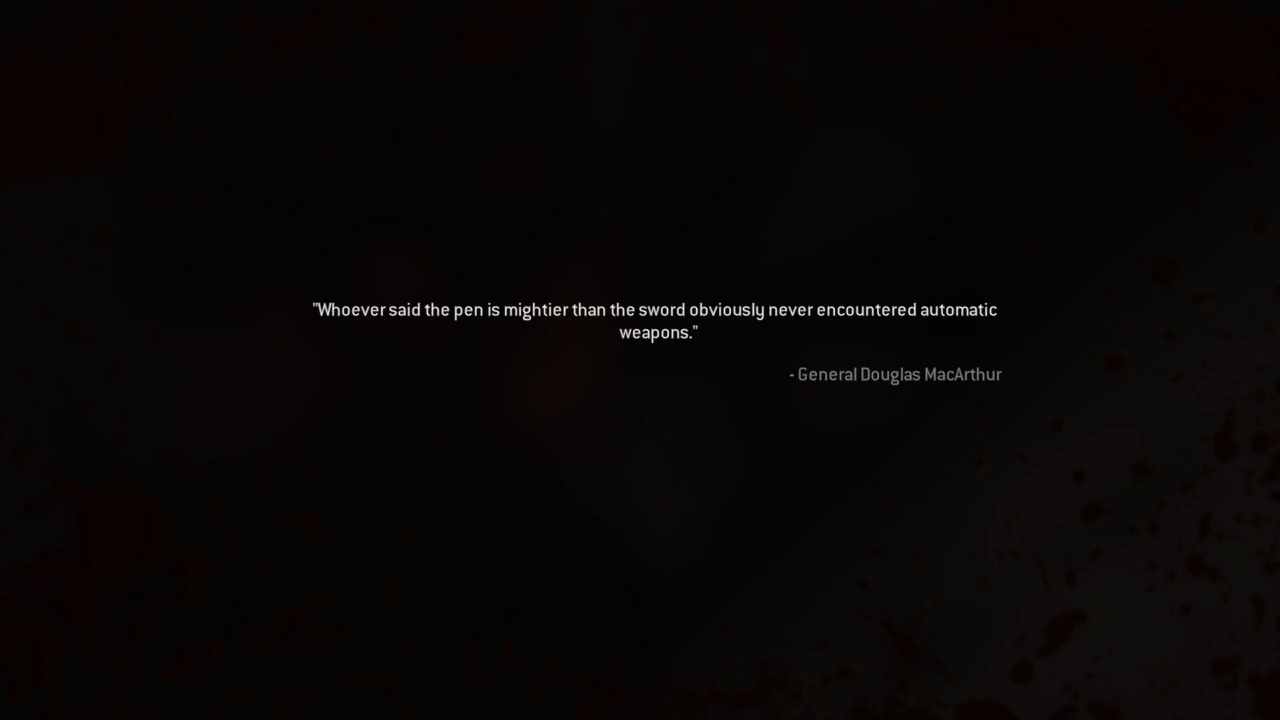 "Whoever said the pen is mightier than the sword obviously never encountered automatic
weapons."
- General Douglas MacArthur